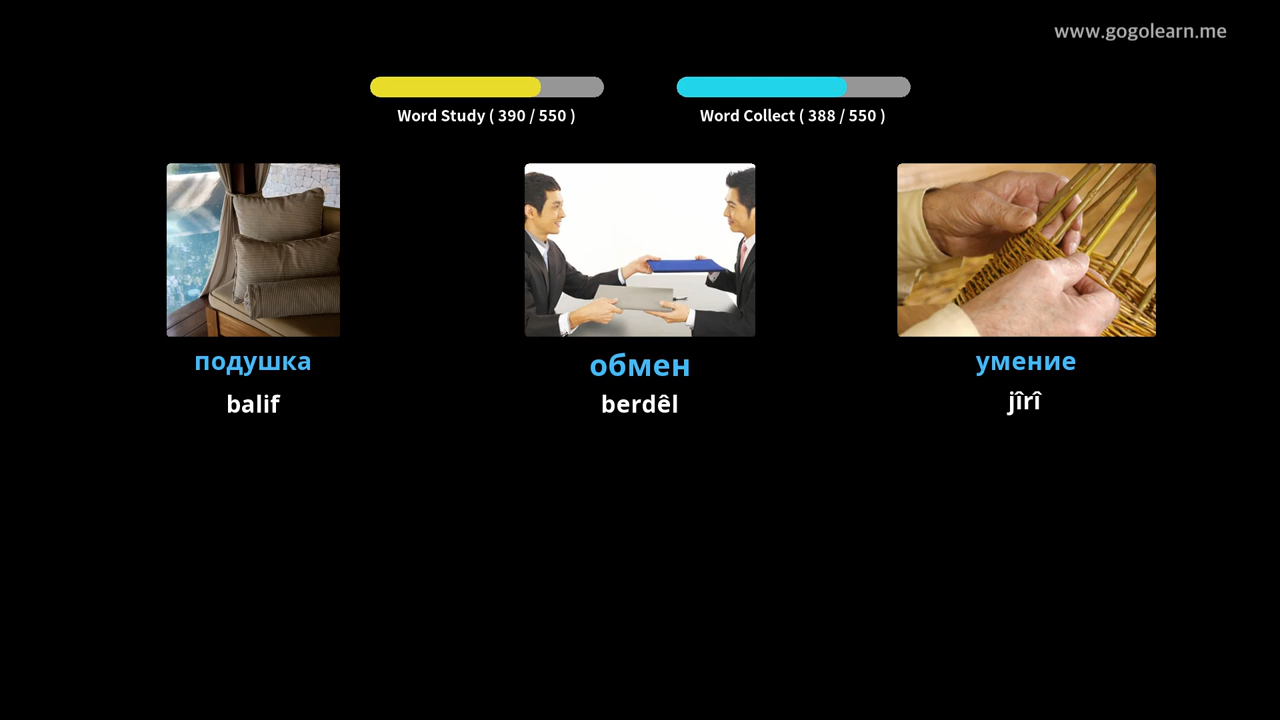 www.gogolearn.me
Word Study ( 390 / 550 )
Word Collect ( 388 / 550 )
подушка
обмен
умение
balif
berdêl
jîrî